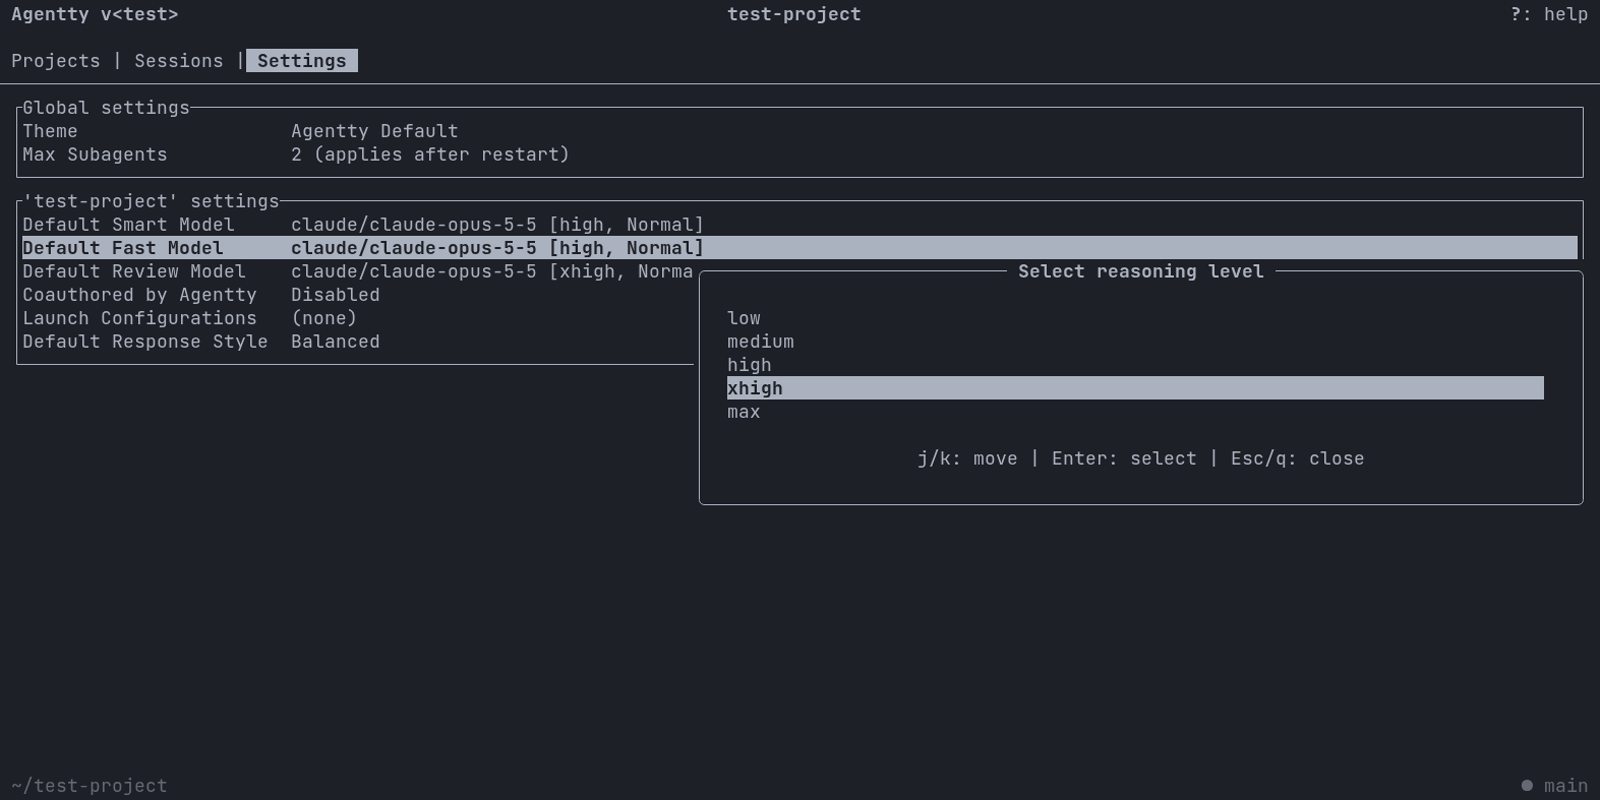 Agentty v<test> test-project ?: help
Projects | Sessions | Settings
Global settings
Theme Agentty Default
Max Subagents 2 (applies after restart)
'test-project' settings
Default Smart Model claude/claude-opus-5-5 [high, Normal]
Default Fast Model claude/claude-opus-5-5 [high, Normal]
Default Review Model claude/claude-opus-5-5 [xhigh, Norma
Coauthored by Agentty Disabled
Launch Configurations (none)
Default Response Style Balanced
Select reasoning level
low
medium
high
xhigh
max
j/k: move | Enter: select | Esc/q: close
~/test-project ● main